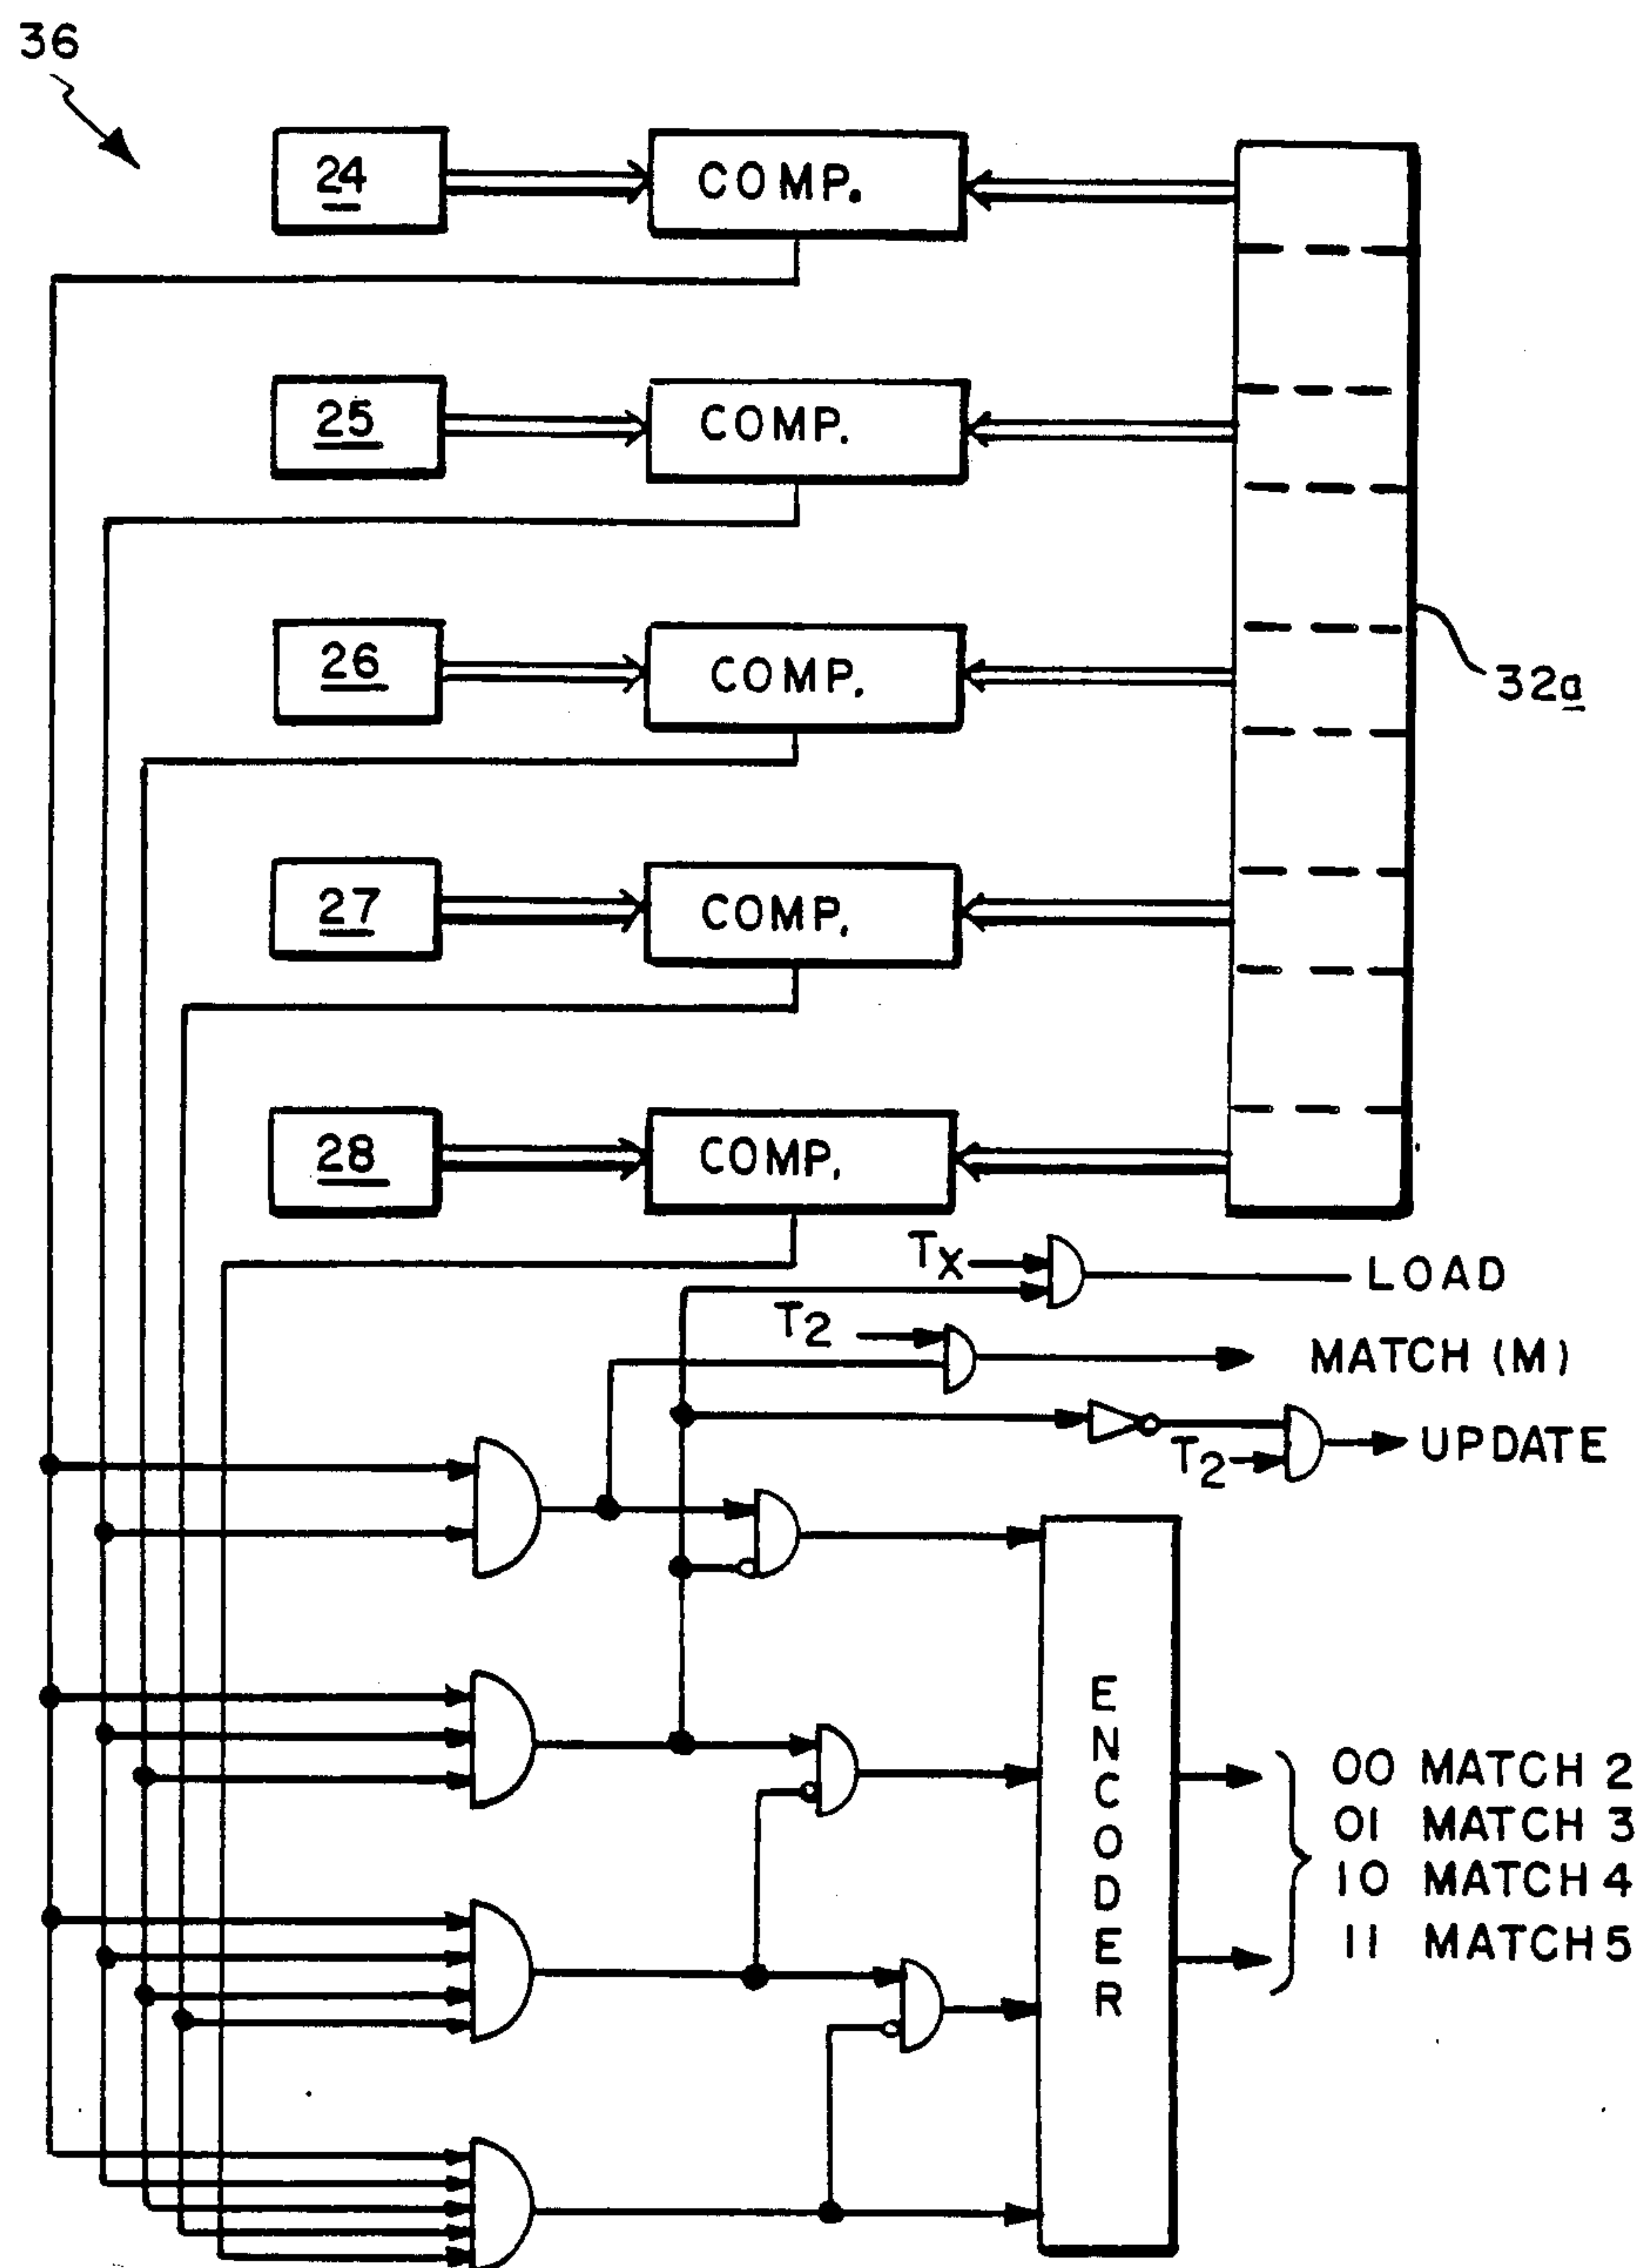 36
24 COMP.
25 COMP.
26 COMP.
32a
27 COMP.
28 COMP.
TX LOAD
T2 MATCH (M)
T2 UPDATE
ENCODER
00 MATCH 2
01 MATCH 3
10 MATCH 4
11 MATCH 5